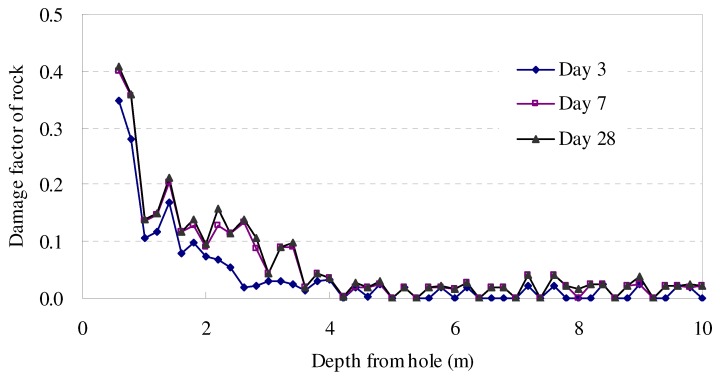 0.5
0.4
0.3
0.2
0.1
0.0
Damage factor of rock
Day 3
Day 7
Day 28
0 2 4 6 8 10
Depth from hole (m)